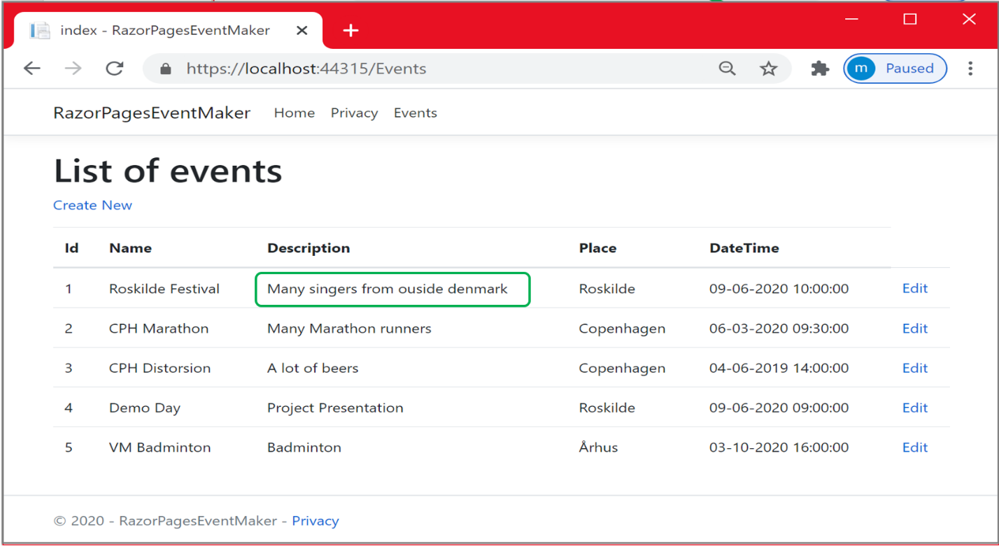 index - RazorPagesEventMaker
https://localhost:44315/Events
m Paused
RazorPagesEventMaker Home Privacy Events
List of events
Create New
Id Name Description Place DateTime
1 Roskilde Festival Many singers from ouside denmark Roskilde 09-06-2020 10:00:00 Edit
2 CPH Marathon Many Marathon runners Copenhagen 06-03-2020 09:30:00 Edit
3 CPH Distorsion A lot of beers Copenhagen 04-06-2019 14:00:00 Edit
4 Demo Day Project Presentation Roskilde 09-06-2020 09:00:00 Edit
5 VM Badminton Badminton Århus 03-10-2020 16:00:00 Edit
© 2020 - RazorPagesEventMaker - Privacy